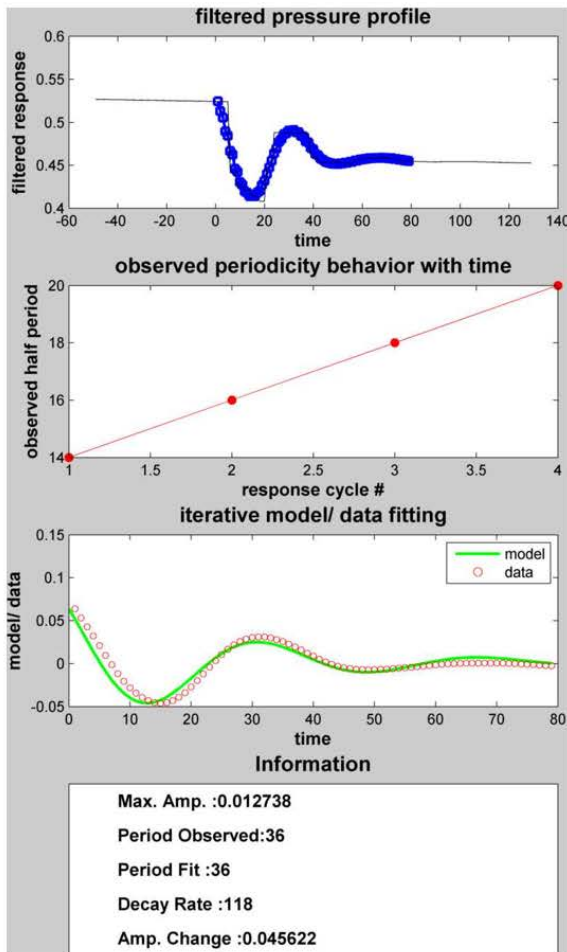 filtered pressure profile
filtered response
0.6
0.55
0.5
0.45
0.4
-60 -40 -20 0 20 40 60 80 100 120 140
time
observed periodicity behavior with time
observed half period
20
18
16
14
1 1.5 2 2.5 3 3.5 4
response cycle #
iterative model/ data fitting
model/ data
0.15
0.1
0.05
0
-0.05
model
data
0 10 20 30 40 50 60 70 80
time
Information
Max. Amp. :0.012738
Period Observed:36
Period Fit :36
Decay Rate :118
Amp. Change :0.045622